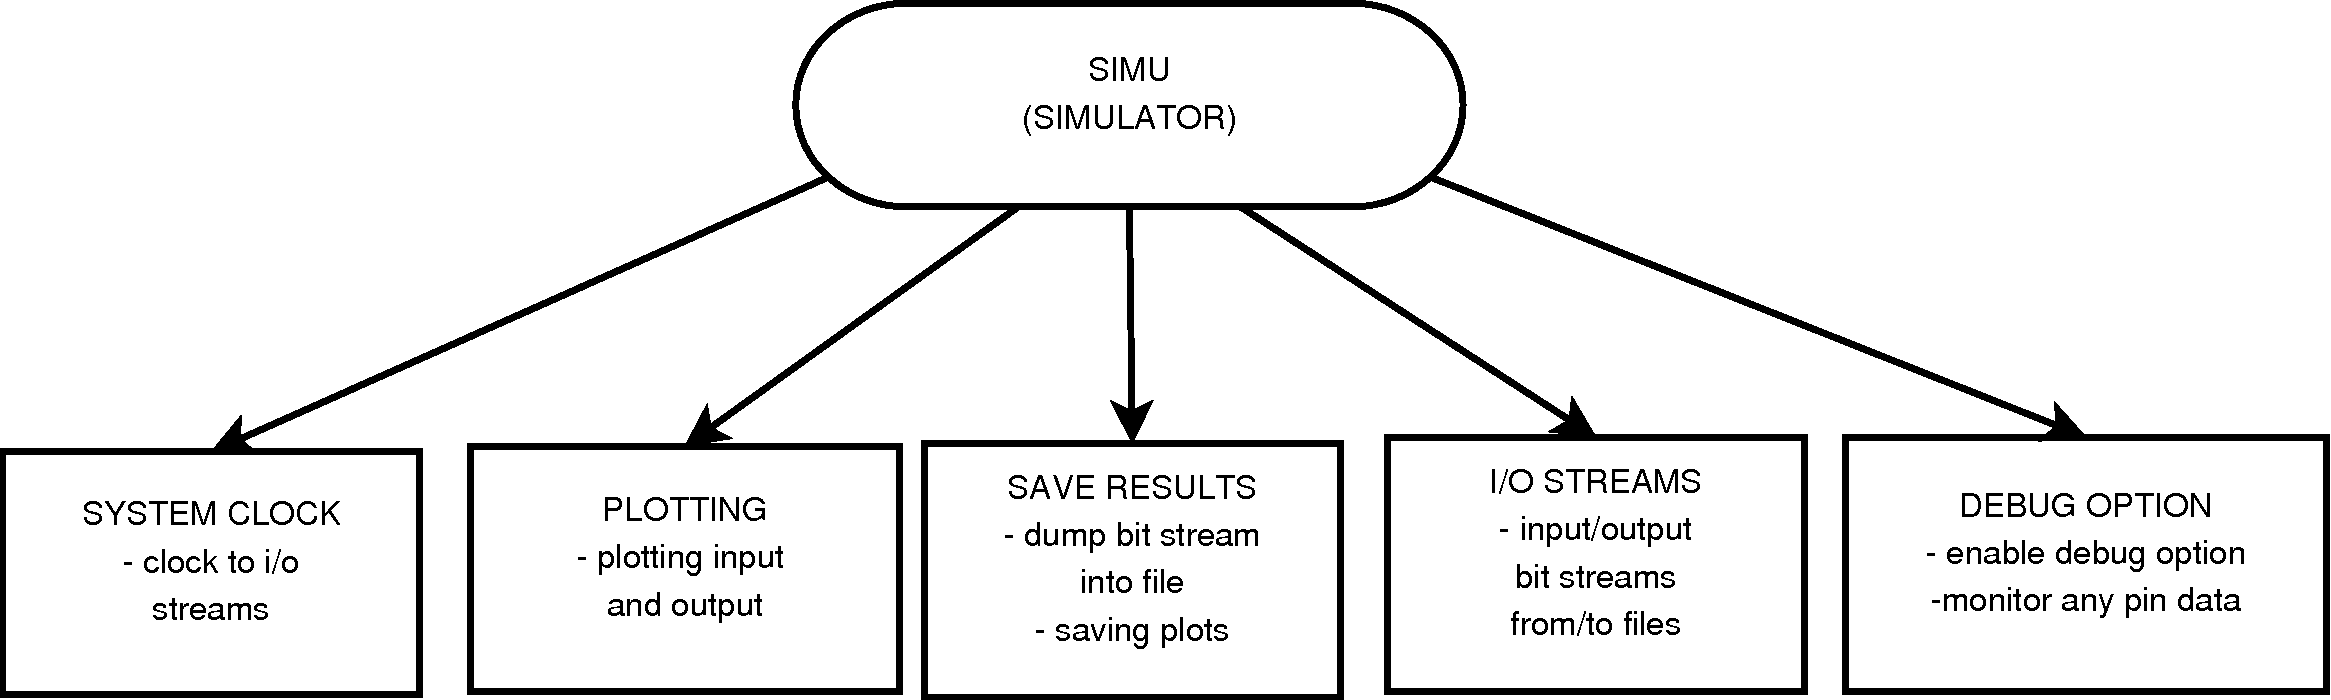 SIMU
(SIMULATOR)
SYSTEM CLOCK
- clock to i/o
streams
PLOTTING
- plotting input
and output
SAVE RESULTS
- dump bit stream
into file
- saving plots
I/O STREAMS
- input/output
bit streams
from/to files
DEBUG OPTION
- enable debug option
-monitor any pin data